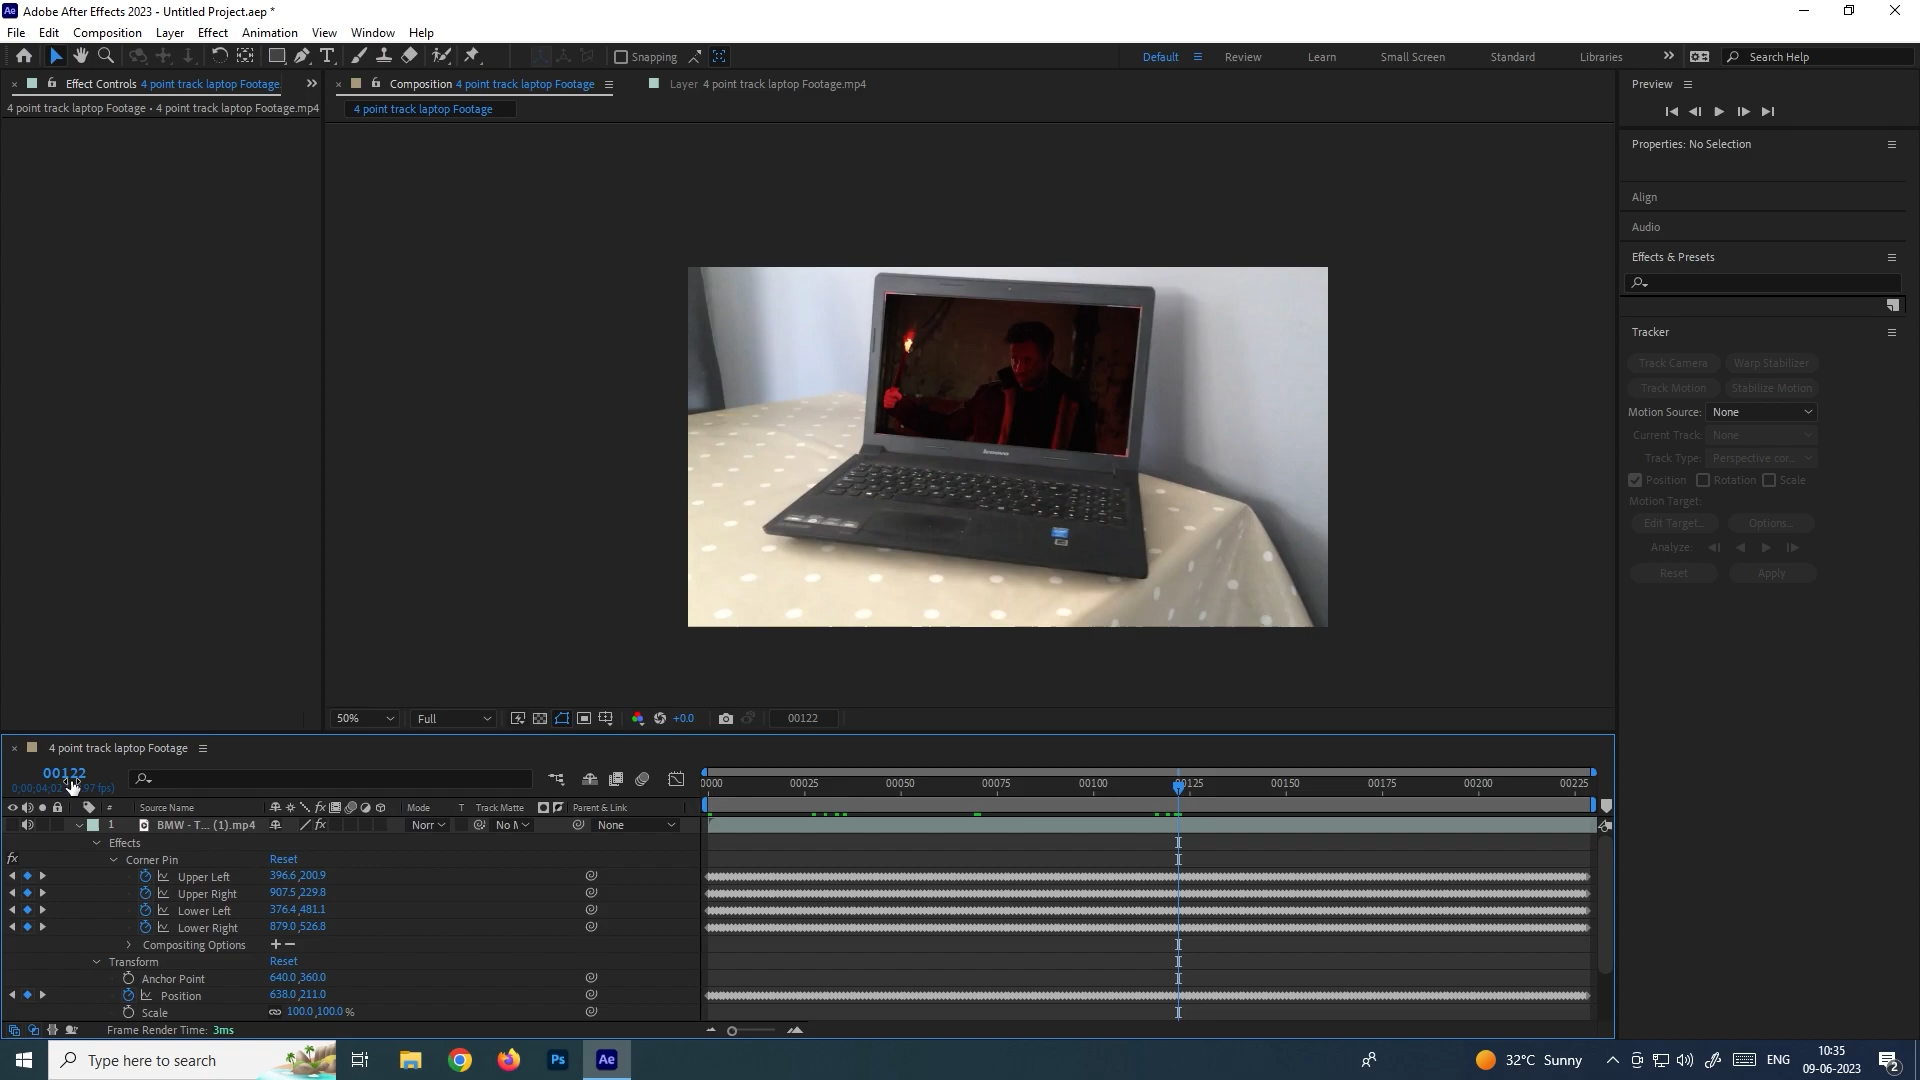 Adobe After Effects 2023 - Untitled Project.aep *
File Edit Composition Layer Effect Animation View Window Help
Snapping
Default Review Learn Small Screen Standard Libraries Search Help
Effect Controls 4 point track laptop Footage
Composition 4 point track laptop Footage
Layer 4 point track laptop Footage.mp4
Preview
4 point track laptop Footage • 4 point track laptop Footage.mp4
4 point track laptop Footage
Properties: No Selection
Align
Audio
Effects & Presets
Tracker
Track Camera Warp Stabilizer
Track Motion Stabilize Motion
Motion Source: None
Current Track: None
Track Type: Perspective cor...
Position Rotation Scale
Motion Target:
Edit Target... Options...
Analyze:
Reset Apply
50% Full +0.0 00122
4 point track laptop Footage
00122
0000 00025 00050 00075 00100 00125 00150 00175 00200 00225
# Source Name fx Mode T Track Matte Parent & Link
1 BMW - T... (1).mp4 fx Norr No M None
Effects
fx Corner Pin Reset
Upper Left 396.6,200.9
Upper Right 907.5,229.8
Lower Left 376.4,481.1
Lower Right 879.0,526.8
Compositing Options
Transform Reset
Anchor Point 640.0,360.0
Position 638.0,211.0
Scale 100.0,100.0%
Frame Render Time: 3ms
Type here to search
Ps
Ae
32°C Sunny
ENG
10:35
09-06-2023
2